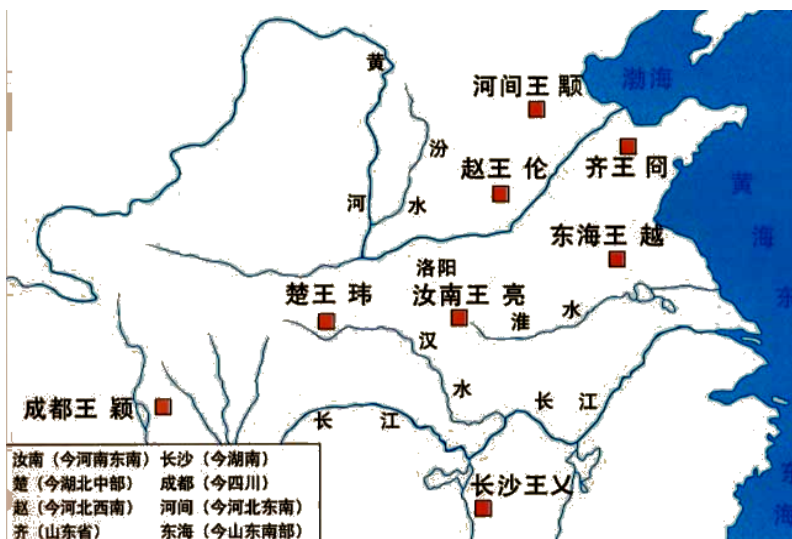 渤海
黄
河间王 颙
汾
赵王 伦
齐王 冏
黄
河
水
海
东海王 越
洛阳
楚王 玮
汝南王 亮
东
淮 水
汉
水
成都王 颖
长 江
长 江
汝南（今河南东南） 长沙（今湖南）
楚（今湖北中部） 成都（今四川）
赵（今河北西南） 河间（今河北东南）
齐（山东省） 东海（今山东南部）
长沙王乂
东
海